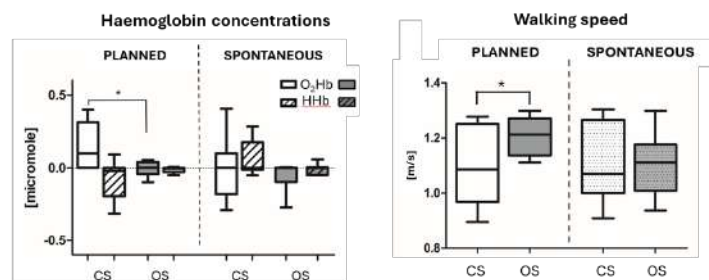 Haemoglobin concentrations
PLANNED SPONTANEOUS
O₂Hb
HHb
*
0.5
0.0
-0.5
[micromole]
CS OS CS OS
Walking speed
PLANNED SPONTANEOUS
*
1.4
1.2
1.0
0.8
[m/s]
CS OS CS OS